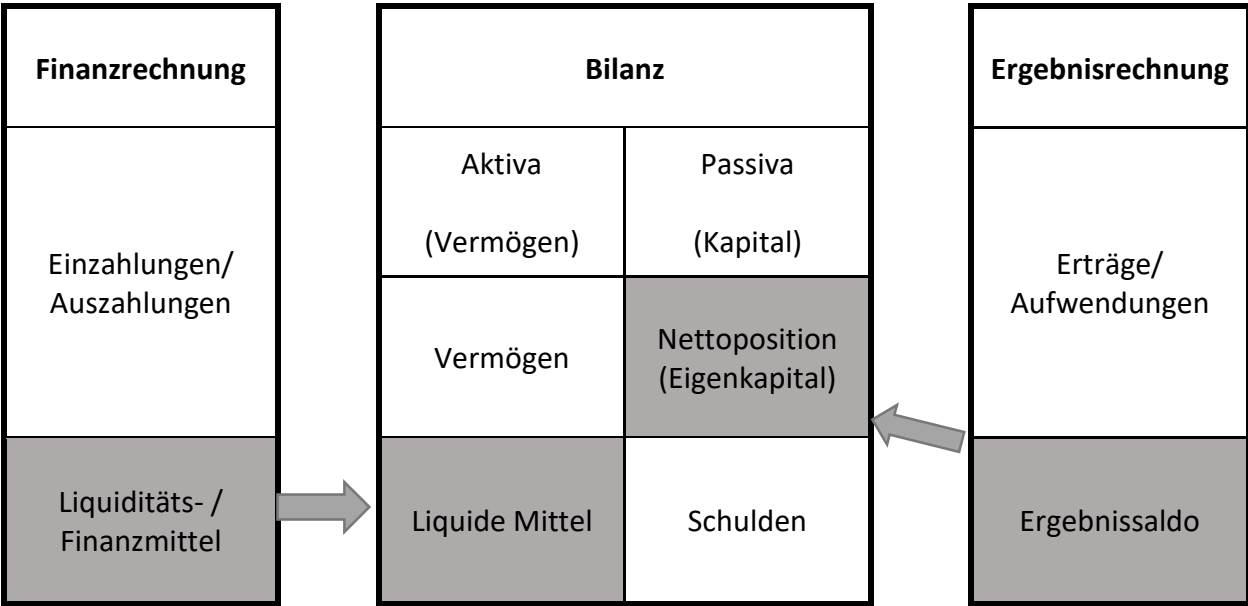 Finanzrechnung
Einzahlungen/
Auszahlungen
Liquiditäts- /
Finanzmittel
Bilanz
Aktiva
(Vermögen)
Passiva
(Kapital)
Vermögen
Nettoposition
(Eigenkapital)
Liquide Mittel
Schulden
Ergebnisrechnung
Erträge/
Aufwendungen
Ergebnissaldo